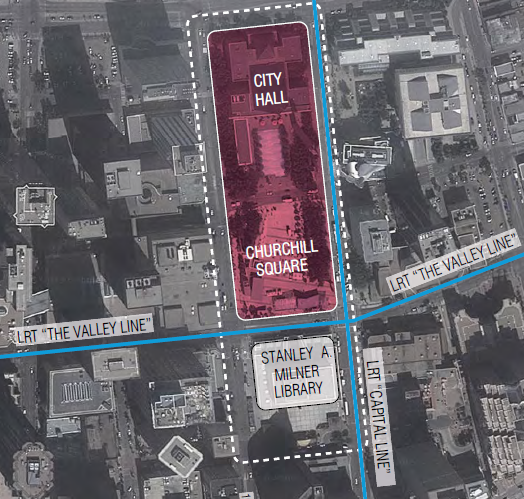 CITY
HALL
CHURCHILL
SQUARE
LRT "THE VALLEY LINE"
LRT "THE VALLEY LINE"
STANLEY A.
MILNER
LIBRARY
LRT "CAPITAL LINE"